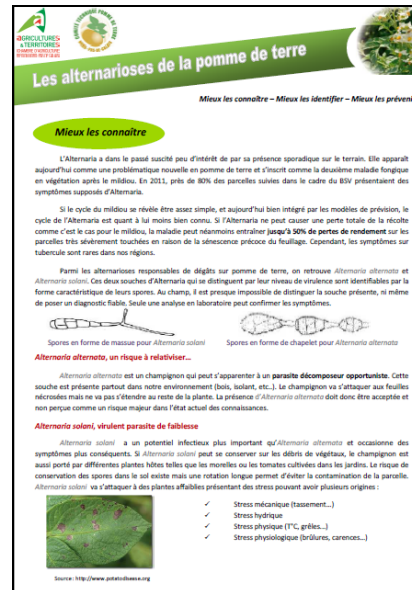 AGRICULTURES
& TERRITOIRES
CHAMBRE D'AGRICULTURE
COMITÉ TECHNIQUE POMME DE TERRE
Les alternarioses de la pomme de terre
Mieux les connaître – Mieux les identifier – Mieux les préveni
Mieux les connaître
L'Alternaria a dans le passé suscité peu d'intérêt de par sa présence sporadique sur le terrain. Elle apparaît
aujourd'hui comme une problématique nouvelle en pomme de terre et s'inscrit comme la deuxième maladie fongique
en végétation après le mildiou. En 2011, près de 80% des parcelles suivies dans le cadre du BSV présentaient des
symptômes supposés d'Alternaria.
Si le cycle du mildiou se révèle être assez simple, et aujourd'hui bien intégré par les modèles de prévision, le
cycle de l'Alternaria est quant à lui moins bien connu. Si l'Alternaria ne peut causer une perte totale de la récolte
comme c'est le cas pour le mildiou, la maladie peut néanmoins entraîner jusqu'à 50% de pertes de rendement sur les
parcelles très sévèrement touchées en raison de la sénescence précoce du feuillage. Cependant, les symptômes sur
tubercule sont rares dans nos régions.
Parmi les alternarioses responsables de dégâts sur pomme de terre, on retrouve Alternaria alternata et
Alternaria solani. Ces deux souches d'Alternaria qui se distinguent par leur niveau de virulence sont identifiables par la
forme caractéristique de leurs spores. Au champ, il est presque impossible de distinguer la souche présente, ni même
de poser un diagnostic fiable. Seule une analyse en laboratoire peut confirmer les symptômes.
Spores en forme de massue pour Alternaria solani
Spores en forme de chapelet pour Alternaria alternata
Alternaria alternata, un risque à relativiser...
Alternaria alternata est un champignon qui peut s'apparenter à un parasite décomposeur opportuniste. Cette
souche est présente partout dans notre environnement (bois, isolant, etc..). Le champignon va s'attaquer aux feuilles
nécrosées mais ne va pas s'étendre au reste de la plante. La présence d'Alternaria alternata doit donc être acceptée et
non perçue comme un risque majeur dans l'état actuel des connaissances.
Alternaria solani, virulent parasite de faiblesse
Alternaria solani a un potentiel infectieux plus important qu'Alternaria alternata et occasionne des
symptômes plus conséquents. Si Alternaria solani peut se conserver sur les débris de végétaux, le champignon est
aussi porté par différentes plantes hôtes telles que les morelles ou les tomates cultivées dans les jardins. Le risque de
conservation des spores dans le sol existe mais une rotation longue permet d'éviter la contamination de la parcelle.
Alternaria solani va s'attaquer à des plantes affaiblies présentant des stress pouvant avoir plusieurs origines :
✓ Stress mécanique (tassement...)
✓ Stress hydrique
✓ Stress physique (T°C, grêles...)
✓ Stress physiologique (brûlures, carences...)
Source : http://www.potatodisease.org